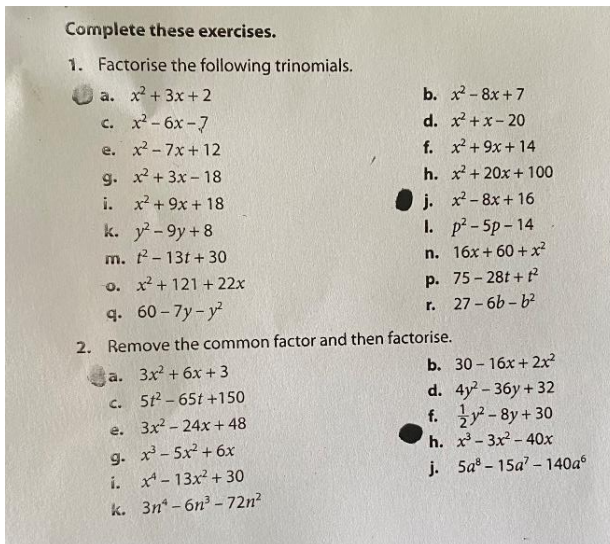 Complete these exercises.
1. Factorise the following trinomials.
a. x² + 3x + 2
b. x² – 8x + 7
c. x² – 6x – 7
d. x² + x – 20
e. x² – 7x + 12
f. x² + 9x + 14
g. x² + 3x – 18
h. x² + 20x + 100
i. x² + 9x + 18
j. x² – 8x + 16
k. y² – 9y + 8
l. p² – 5p – 14
m. t² – 13t + 30
n. 16x + 60 + x²
o. x² + 121 + 22x
p. 75 – 28t + t²
q. 60 – 7y – y²
r. 27 – 6b – b²
2. Remove the common factor and then factorise.
a. 3x² + 6x + 3
b. 30 – 16x + 2x²
c. 5t² – 65t +150
d. 4y² – 36y + 32
e. 3x² – 24x + 48
f. ½y² – 8y + 30
g. x³ – 5x² + 6x
h. x³ – 3x² – 40x
i. x⁴ – 13x² + 30
j. 5a⁸ – 15a⁷ – 140a⁶
k. 3n⁴ – 6n³ – 72n²